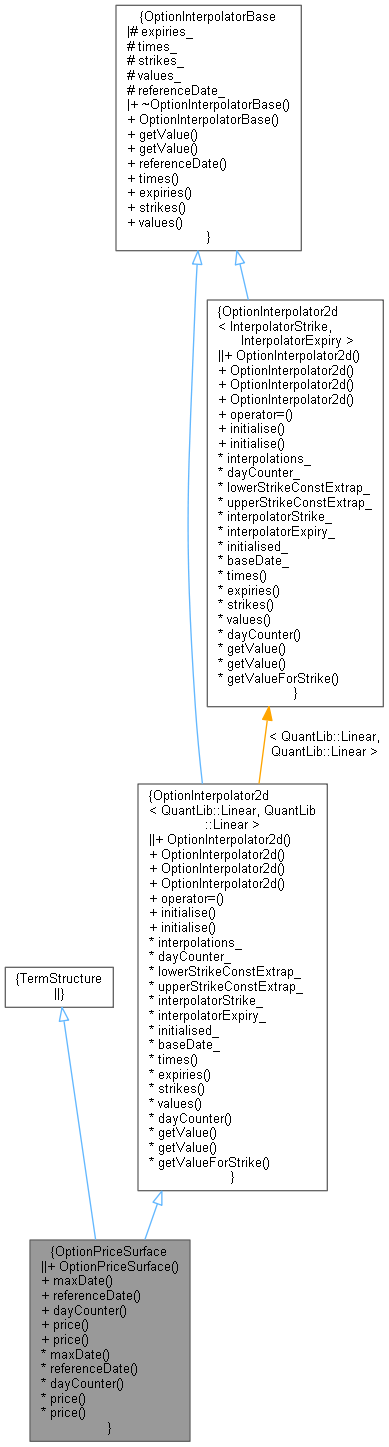 {OptionInterpolatorBase
|# expiries_
# times_
# strikes_
# values_
# referenceDate_
|+ ~OptionInterpolatorBase()
+ OptionInterpolatorBase()
+ getValue()
+ getValue()
+ referenceDate()
+ times()
+ expiries()
+ strikes()
+ values()
}
{OptionInterpolator2d
< InterpolatorStrike,
InterpolatorExpiry >
||+ OptionInterpolator2d()
+ OptionInterpolator2d()
+ OptionInterpolator2d()
+ OptionInterpolator2d()
+ operator=()
+ initialise()
+ initialise()
* interpolations_
* dayCounter_
* lowerStrikeConstExtrap_
* upperStrikeConstExtrap_
* interpolatorStrike_
* interpolatorExpiry_
* initialised_
* baseDate_
* times()
* expiries()
* strikes()
* values()
* dayCounter()
* getValue()
* getValue()
* getValueForStrike()
}
< QuantLib::Linear,
QuantLib::Linear >
{OptionInterpolator2d
< QuantLib::Linear, QuantLib
::Linear >
||+ OptionInterpolator2d()
+ OptionInterpolator2d()
+ OptionInterpolator2d()
+ OptionInterpolator2d()
+ operator=()
+ initialise()
+ initialise()
* interpolations_
* dayCounter_
* lowerStrikeConstExtrap_
* upperStrikeConstExtrap_
* interpolatorStrike_
* interpolatorExpiry_
* initialised_
* baseDate_
* times()
* expiries()
* strikes()
* values()
* dayCounter()
* getValue()
* getValue()
* getValueForStrike()
}
{TermStructure
||}
{OptionPriceSurface
||+ OptionPriceSurface()
+ maxDate()
+ referenceDate()
+ dayCounter()
+ price()
+ price()
* maxDate()
* referenceDate()
* dayCounter()
* price()
* price()
}